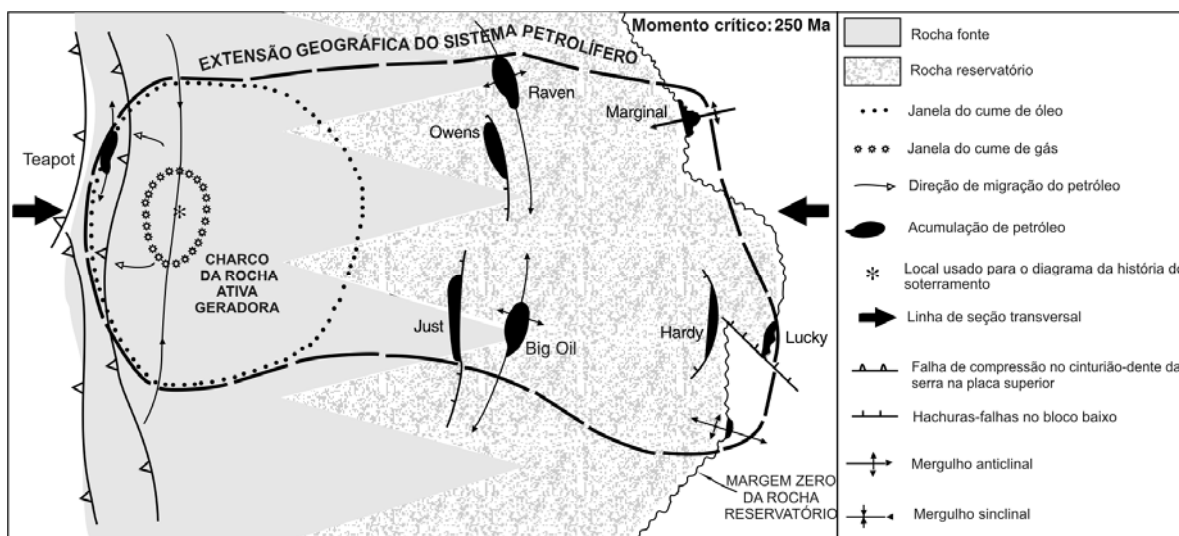 Momento crítico: 250 Ma
EXTENSÃO GEOGRÁFICA DO SISTEMA PETROLÍFERO
Raven
Marginal
Owens
Teapot
CHARCO
DA ROCHA
ATIVA
GERADORA
Just
Big Oil
Hardy
Lucky
MARGEM ZERO
DA ROCHA
RESERVATÓRIO
Rocha fonte
Rocha reservatório
Janela do cume de óleo
Janela do cume de gás
Direção de migração do petróleo
Acumulação de petróleo
Local usado para o diagrama da história do
soterramento
Linha de seção transversal
Falha de compressão no cinturião-dente da
serra na placa superior
Hachuras-falhas no bloco baixo
Mergulho anticlinal
Mergulho sinclinal